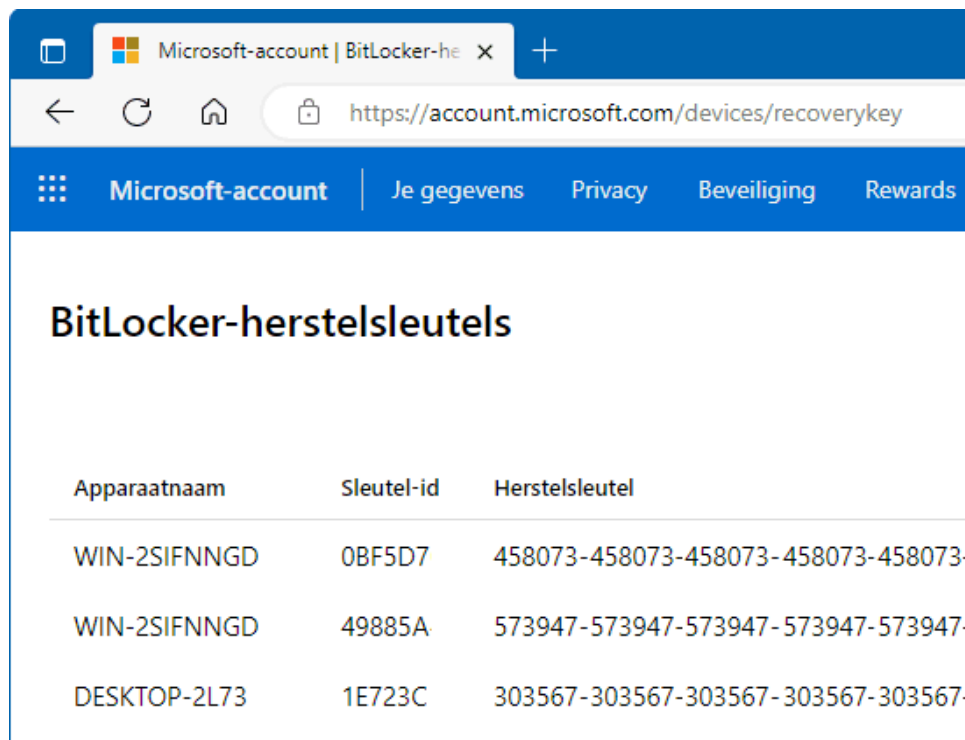 Microsoft-account | BitLocker-he
https://account.microsoft.com/devices/recoverykey
Microsoft-account Je gegevens Privacy Beveiliging Rewards
BitLocker-herstelsleutels
Apparaatnaam Sleutel-id Herstelsleutel
WIN-2SIFNNGD 0BF5D7 458073-458073-458073-458073-458073-
WIN-2SIFNNGD 49885A 573947-573947-573947-573947-573947-
DESKTOP-2L73 1E723C 303567-303567-303567-303567-303567-